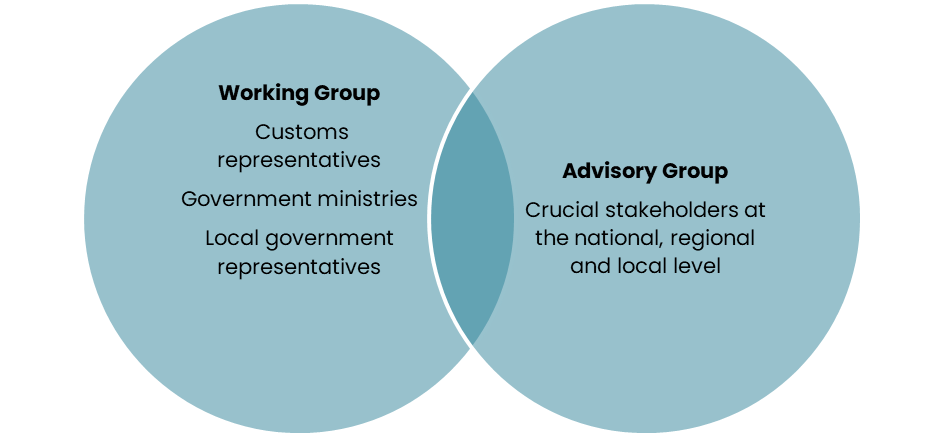 Working Group
Customs
representatives
Government ministries
Local government
representatives
Advisory Group
Crucial stakeholders at
the national, regional
and local level